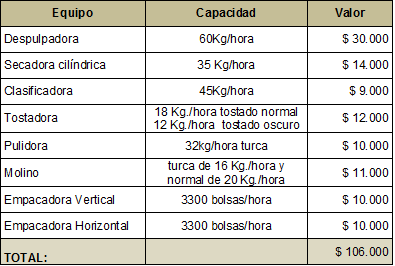 Equipo Capacidad Valor
Despulpadora 60Kg/hora $ 30.000
Secadora cilíndrica 35 Kg/hora $ 14.000
Clasificadora 45Kg/hora $ 9.000
Tostadora 18 Kg./hora tostado normal $ 12.000
12 Kg./hora tostado oscuro
Pulidora 32kg/hora turca $ 10.000
Molino turca de 16 Kg./hora y $ 11.000
normal de 20 Kg./hora
Empacadora Vertical 3300 bolsas/hora $ 10.000
Empacadora Horizontal 3300 bolsas/hora $ 10.000
TOTAL: $ 106.000